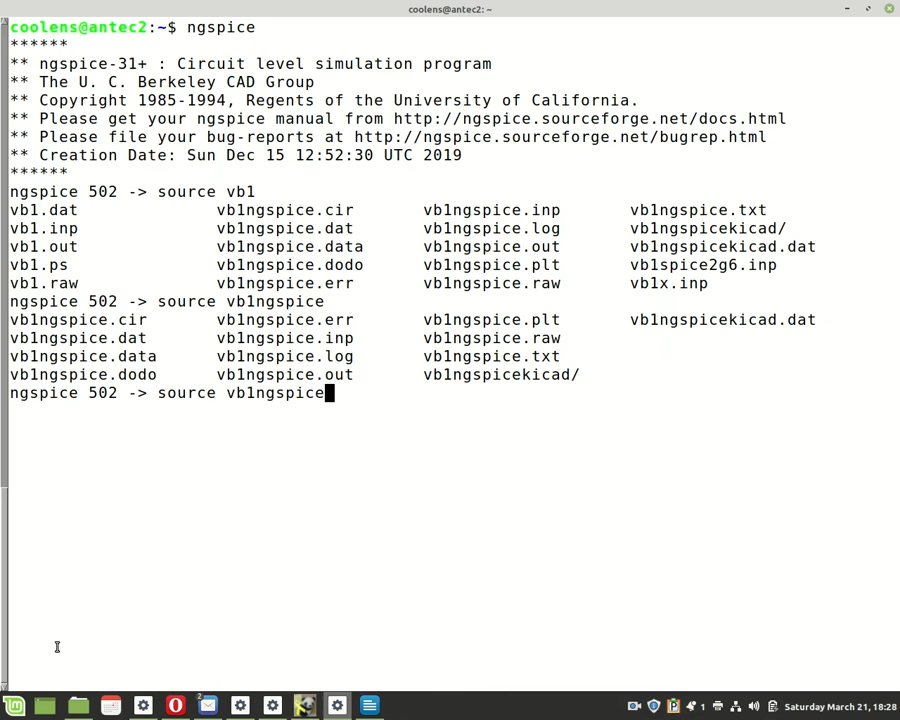 coolens@antec2: ~
coolens@antec2:~$ ngspice
******
** ngspice-31+ : Circuit level simulation program
** The U. C. Berkeley CAD Group
** Copyright 1985-1994, Regents of the University of California.
** Please get your ngspice manual from http://ngspice.sourceforge.net/docs.html
** Please file your bug-reports at http://ngspice.sourceforge.net/bugrep.html
** Creation Date: Sun Dec 15 12:52:30 UTC 2019
******
ngspice 502 -> source vb1
vb1.dat vb1ngspice.cir vb1ngspice.inp vb1ngspice.txt
vb1.inp vb1ngspice.dat vb1ngspice.log vb1ngspicekicad/
vb1.out vb1ngspice.data vb1ngspice.out vb1ngspicekicad.dat
vb1.ps vb1ngspice.dodo vb1ngspice.plt vb1spice2g6.inp
vb1.raw vb1ngspice.err vb1ngspice.raw vb1x.inp
ngspice 502 -> source vb1ngspice
vb1ngspice.cir vb1ngspice.err vb1ngspice.plt vb1ngspicekicad.dat
vb1ngspice.dat vb1ngspice.inp vb1ngspice.raw
vb1ngspice.data vb1ngspice.log vb1ngspice.txt
vb1ngspice.dodo vb1ngspice.out vb1ngspicekicad/
ngspice 502 -> source vb1ngspice
2 1 Saturday March 21, 18:28